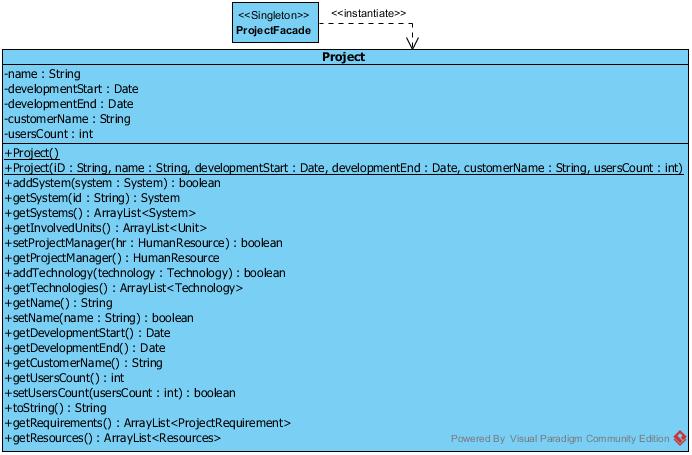 <<Singleton>>
ProjectFacade
<<instantiate>>
Project
-name : String
-developmentStart : Date
-developmentEnd : Date
-customerName : String
-usersCount : int
+Project()
+Project(iD : String, name : String, developmentStart : Date, developmentEnd : Date, customerName : String, usersCount : int)
+addSystem(system : System) : boolean
+getSystem(id : String) : System
+getSystems() : ArrayList<System>
+getInvolvedUnits() : ArrayList<Unit>
+setProjectManager(hr : HumanResource) : boolean
+getProjectManager() : HumanResource
+addTechnology(technology : Technology) : boolean
+getTechnologies() : ArrayList<Technology>
+getName() : String
+setName(name : String) : boolean
+getDevelopmentStart() : Date
+getDevelopmentEnd() : Date
+getCustomerName() : String
+getUsersCount() : int
+setUsersCount(usersCount : int) : boolean
+toString() : String
+getRequirements() : ArrayList<ProjectRequirement>
+getResources() : ArrayList<Resources>
Powered By Visual Paradigm Community Edition